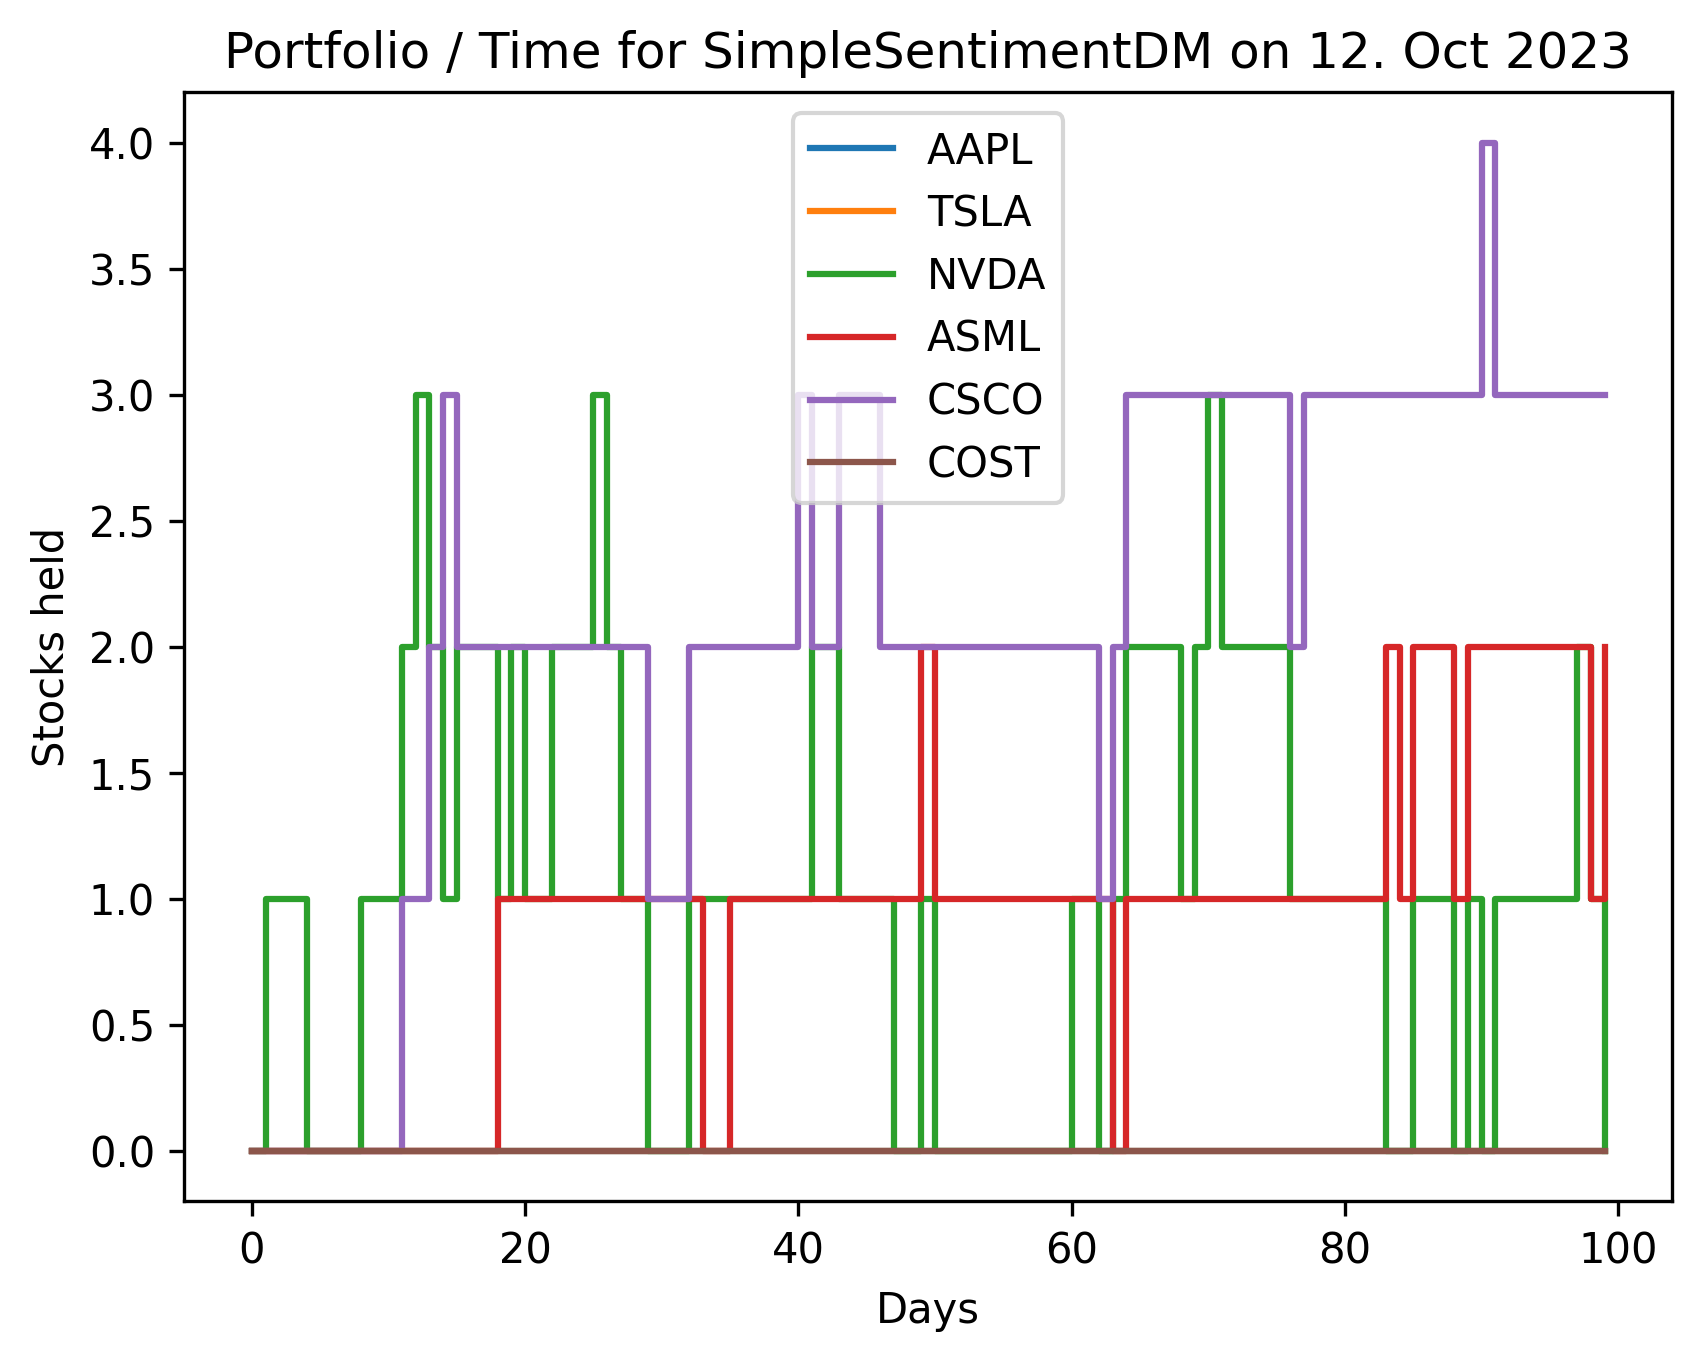 Portfolio / Time for SimpleSentimentDM on 12. Oct 2023
4.0
3.5
3.0
2.5
2.0
1.5
1.0
0.5
0.0
Stocks held
AAPL
TSLA
NVDA
ASML
CSCO
COST
0 20 40 60 80 100
Days